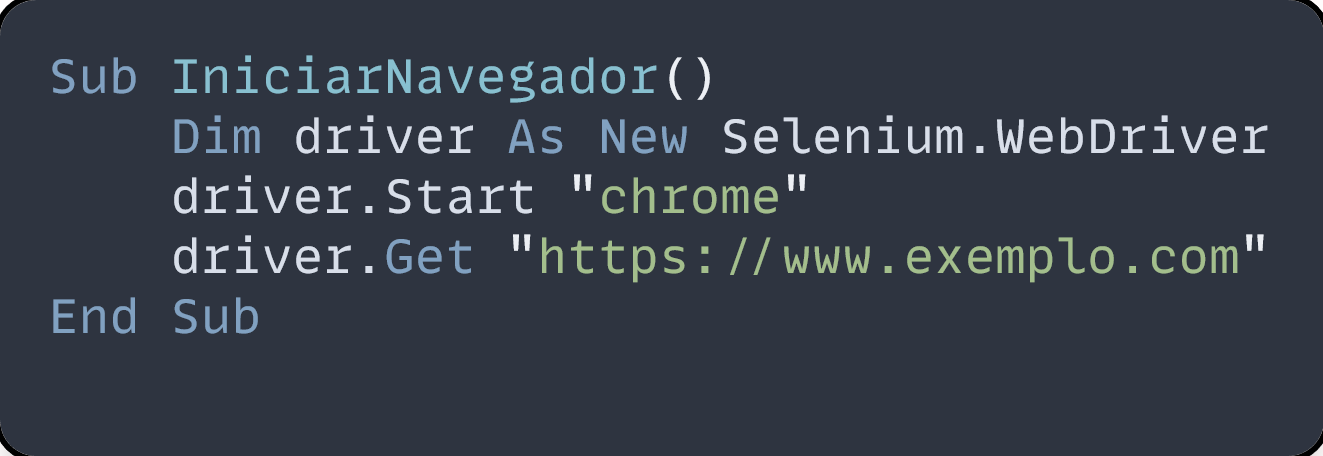 Sub IniciarNavegador()
    Dim driver As New Selenium.WebDriver
    driver.Start "chrome"
    driver.Get "https://www.exemplo.com"
End Sub